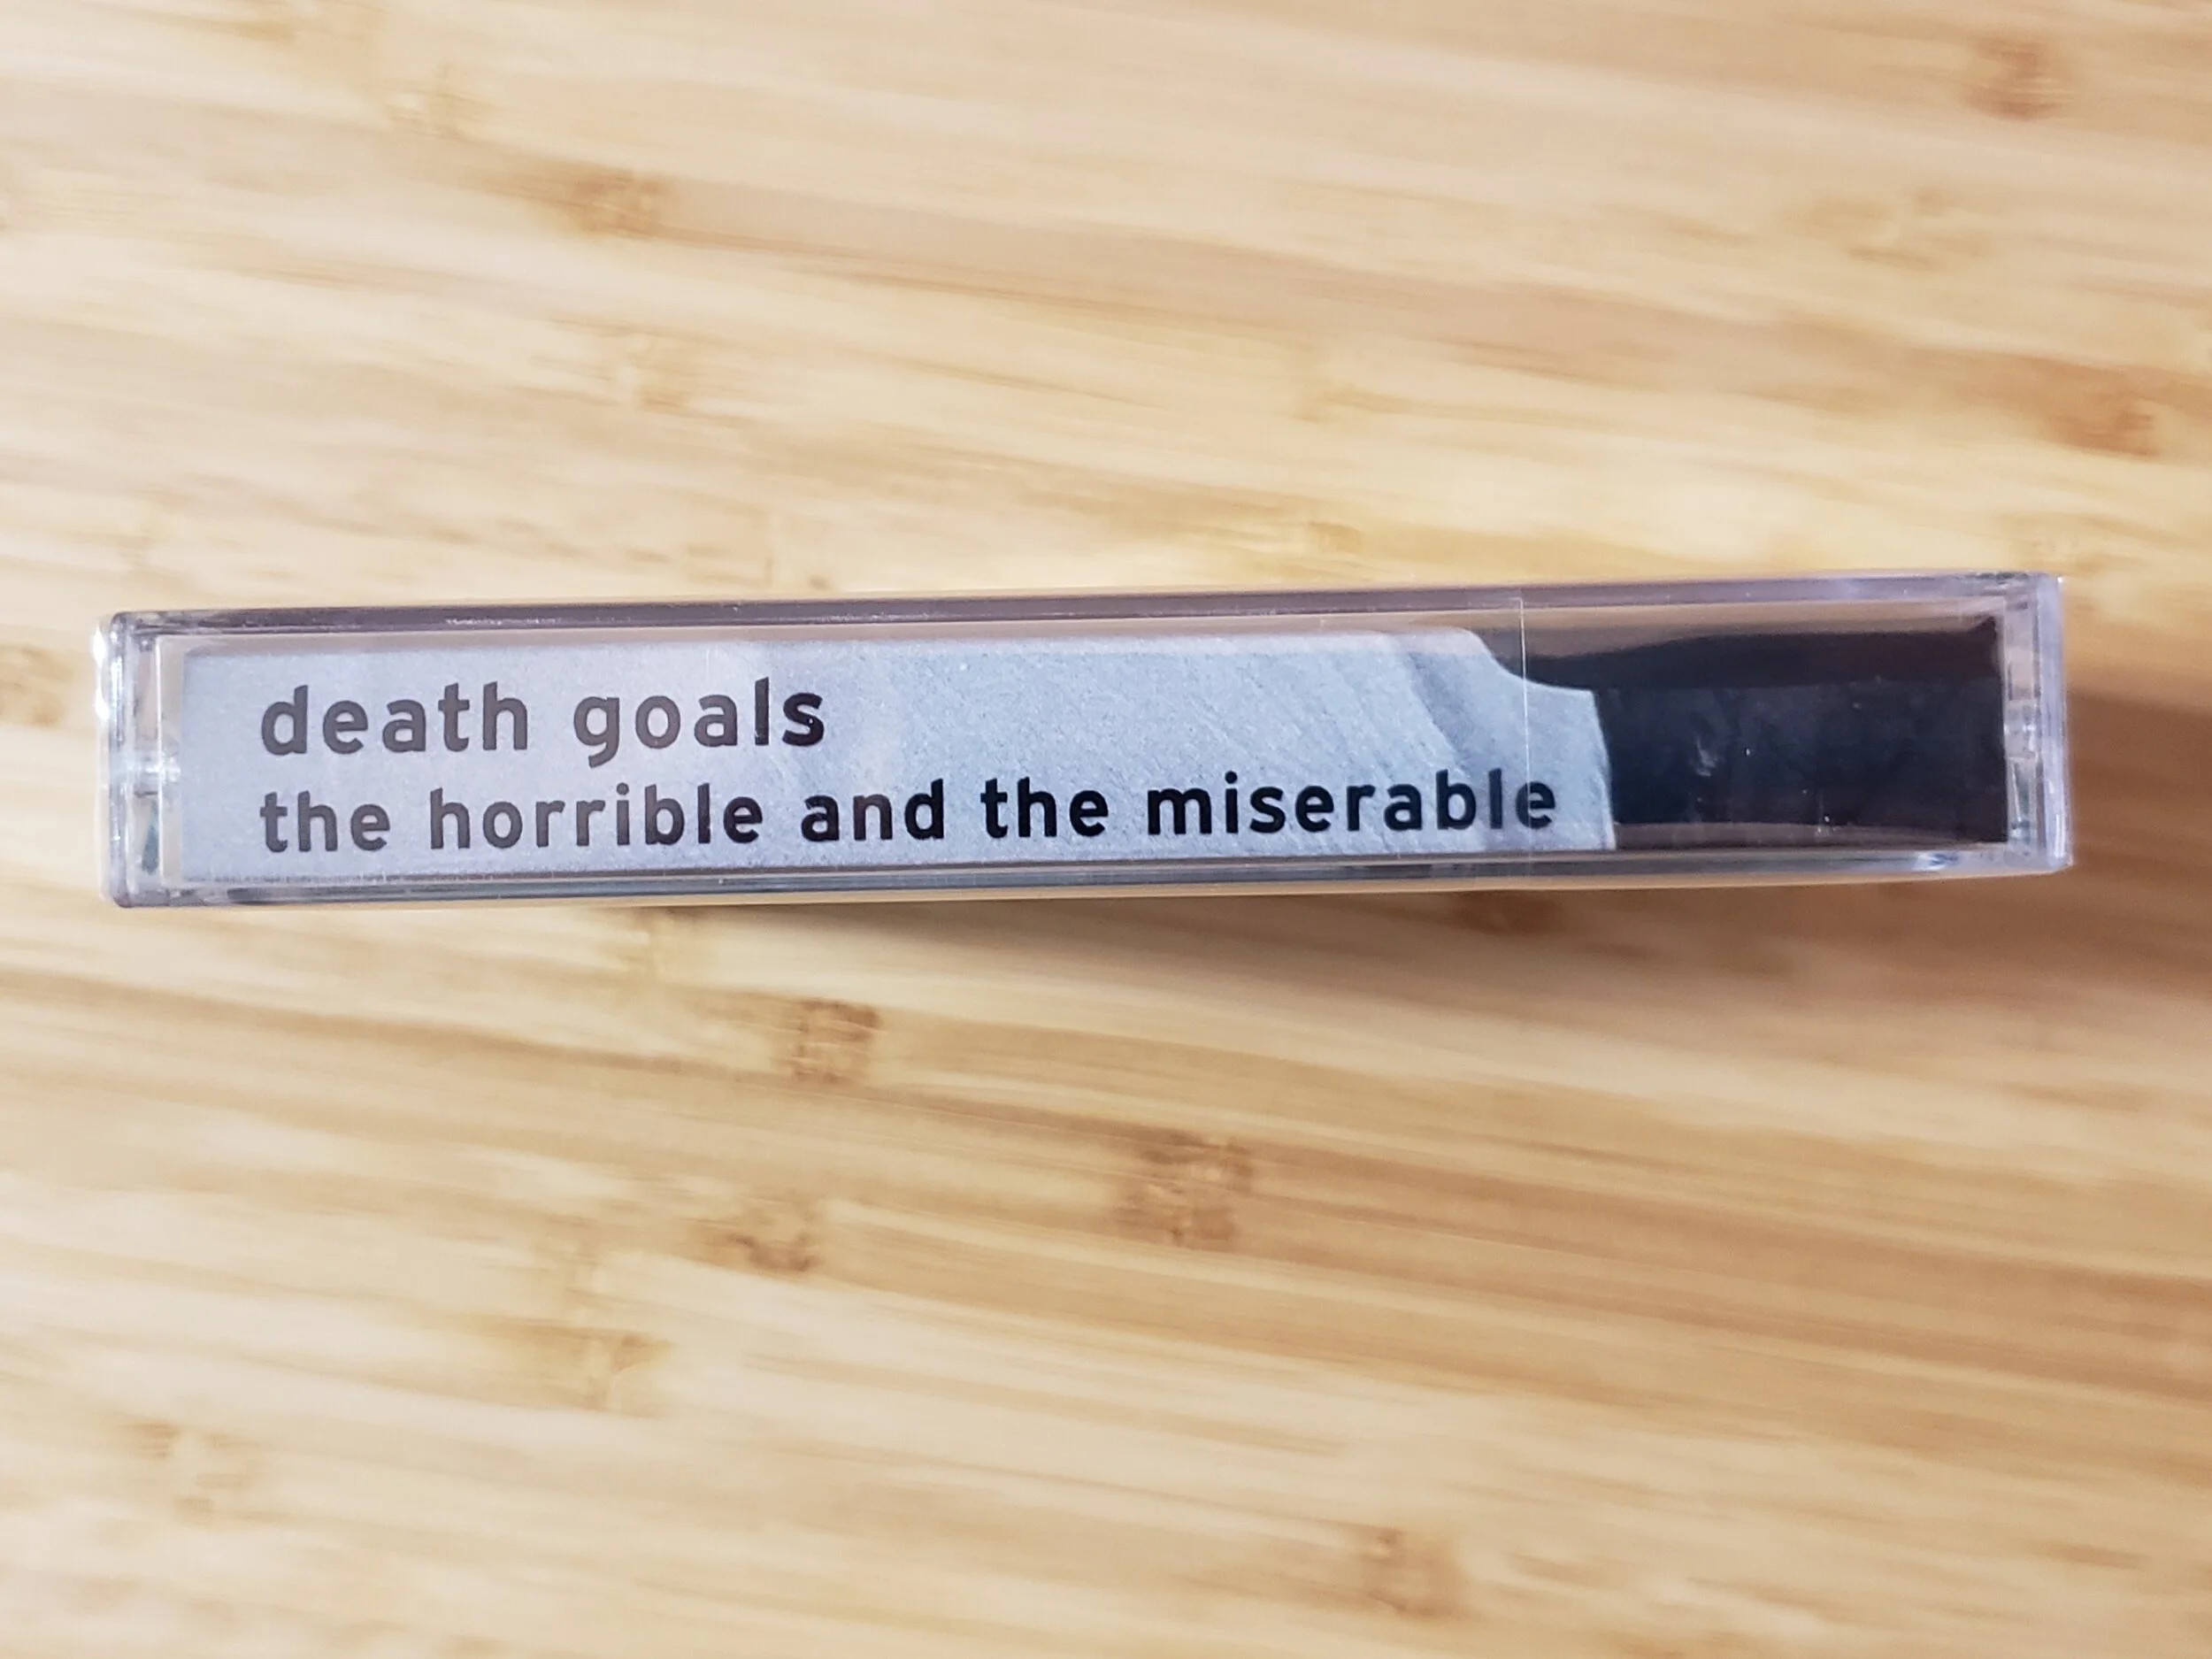 death goals
the horrible and the miserable